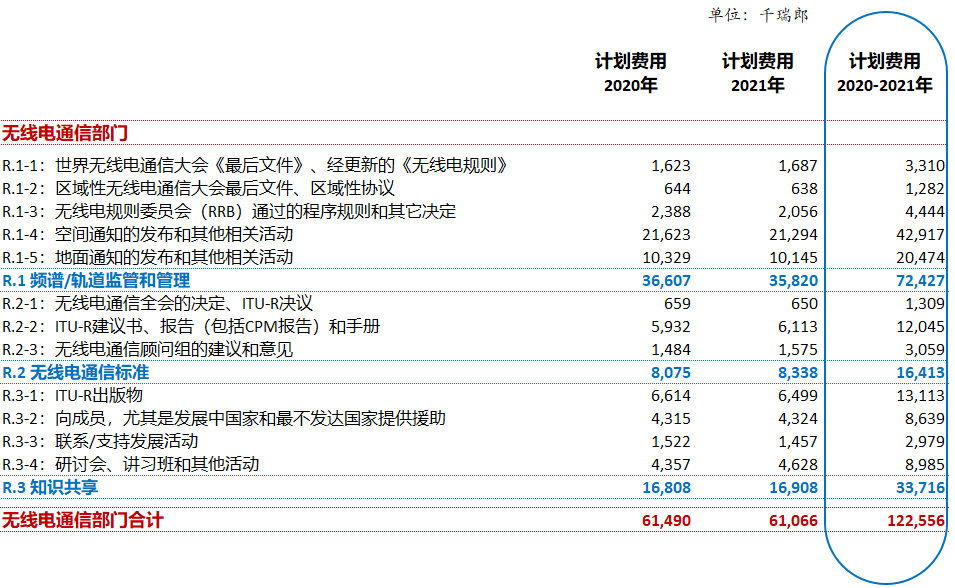 单位：千瑞郎
计划费用 计划费用 计划费用
2020年 2021年 2020-2021年
无线电通信部门
R.1-1：世界无线电通信大会《最后文件》、经更新的《无线电规则》 1,623 1,687 3,310
R.1-2：区域性无线电通信大会最后文件、区域性协议 644 638 1,282
R.1-3：无线电规则委员会（RRB）通过的程序规则和其它决定 2,388 2,056 4,444
R.1-4：空间通知的发布和其他相关活动 21,623 21,294 42,917
R.1-5：地面通知的发布和其他相关活动 10,329 10,145 20,474
R.1 频谱/轨道监管和管理 36,607 35,820 72,427
R.2-1：无线电通信全会的决定、ITU-R决议 659 650 1,309
R.2-2：ITU-R建议书、报告（包括CPM报告）和手册 5,932 6,113 12,045
R.2-3：无线电通信顾问组的建议和意见 1,484 1,575 3,059
R.2 无线电通信标准 8,075 8,338 16,413
R.3-1：ITU-R出版物 6,614 6,499 13,113
R.3-2：向成员，尤其是发展中国家和最不发达国家提供援助 4,315 4,324 8,639
R.3-3：联系/支持发展活动 1,522 1,457 2,979
R.3-4：研讨会、讲习班和其他活动 4,357 4,628 8,985
R.3 知识共享 16,808 16,908 33,716
无线电通信部门合计 61,490 61,066 122,556